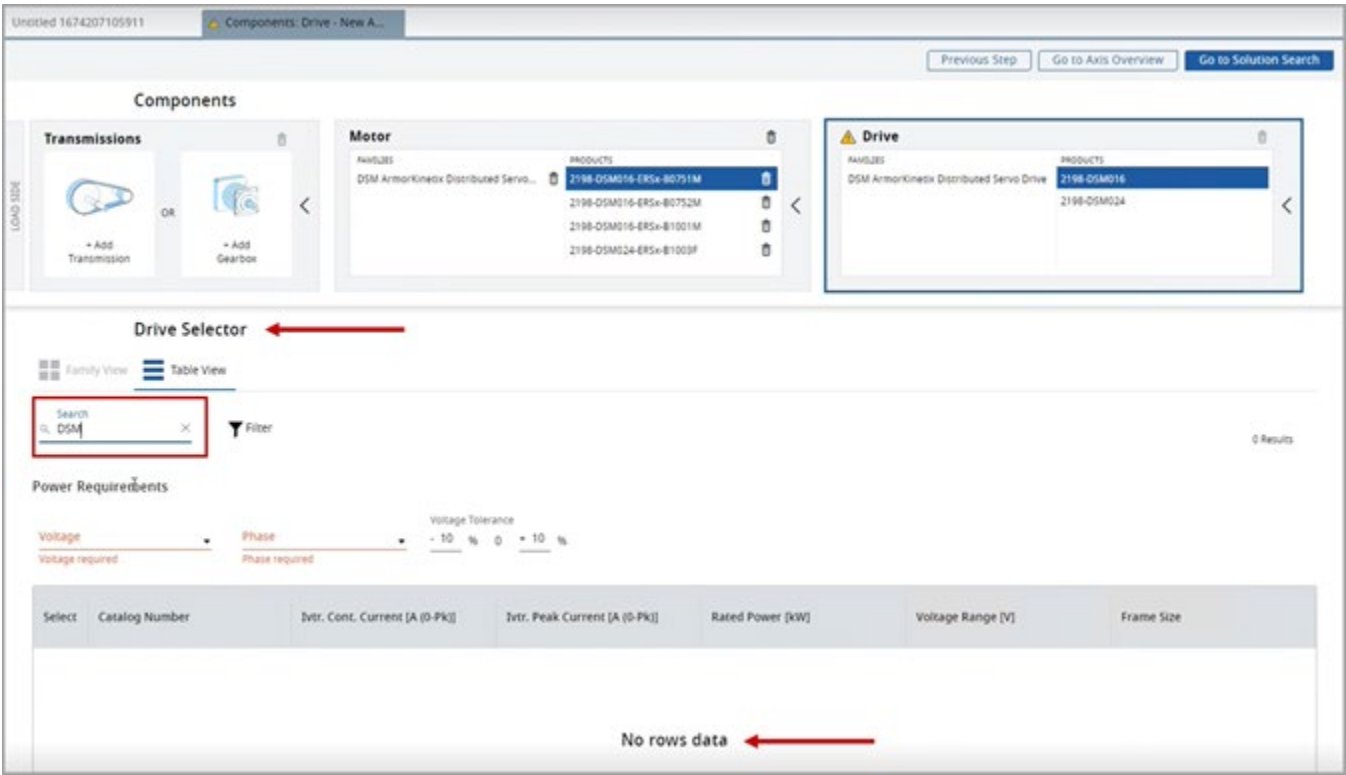 Untitled 1674207105911
Components: Drive - New A...
Previous Step
Go to Axis Overview
Go to Solution Search
Components
LOAD SIDE
Transmissions
+ Add
Transmission
OR
+ Add
Gearbox
Motor
FAMILIES
PRODUCTS
DSM ArmorKinetix Distributed Servo...
2198-DSM016-ERSx-B0751M
2198-DSM016-ERSx-B0752M
2198-DSM016-ERSx-B1001M
2198-DSM024-ERSx-B1003F
Drive
FAMILIES
PRODUCTS
DSM ArmorKinetix Distributed Servo Drive
2198-DSM016
2198-DSM024
Drive Selector
Family View
Table View
Search
DSM
Filter
0 Results
Power Requirements
Voltage
Voltage required
Phase
Phase required
Voltage Tolerance
- 10 % 0 + 10 %
Select Catalog Number Ivtr. Cont. Current [A (0-Pk)] Ivtr. Peak Current [A (0-Pk)] Rated Power [kW] Voltage Range [V] Frame Size
No rows data